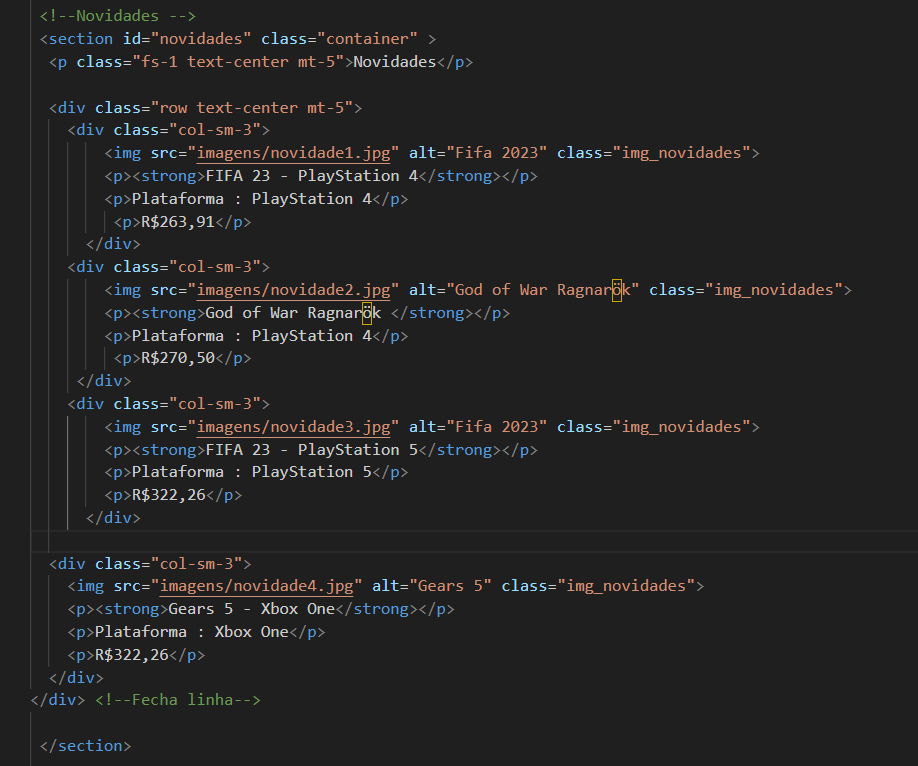 <!--Novidades -->
<section id="novidades" class="container" >
<p class="fs-1 text-center mt-5">Novidades</p>
<div class="row text-center mt-5">
<div class="col-sm-3">
<img src="imagens/novidade1.jpg" alt="Fifa 2023" class="img_novidades">
<p><strong>FIFA 23 - PlayStation 4</strong></p>
<p>Plataforma : PlayStation 4</p>
<p>R$263,91</p>
</div>
<div class="col-sm-3">
<img src="imagens/novidade2.jpg" alt="God of War Ragnarök" class="img_novidades">
<p><strong>God of War Ragnarök </strong></p>
<p>Plataforma : PlayStation 4</p>
<p>R$270,50</p>
</div>
<div class="col-sm-3">
<img src="imagens/novidade3.jpg" alt="Fifa 2023" class="img_novidades">
<p><strong>FIFA 23 - PlayStation 5</strong></p>
<p>Plataforma : PlayStation 5</p>
<p>R$322,26</p>
</div>
<div class="col-sm-3">
<img src="imagens/novidade4.jpg" alt="Gears 5" class="img_novidades">
<p><strong>Gears 5 - Xbox One</strong></p>
<p>Plataforma : Xbox One</p>
<p>R$322,26</p>
</div>
</div> <!--Fecha linha-->
</section>